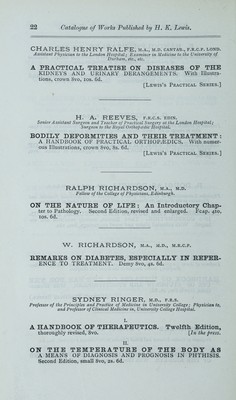 22 Catalogue of Works Published by H. K. Lewis.
CHARLES HENRY RALFE, M.A., M.D. CANTAB., F.R.C.P. LOND.
Assistant Physician to the London Hospital; Examiner in Medicine to the University of
Durham, etc., etc.
A PRACTICAL TREATISE ON DISEASES OF THE
KIDNEYS AND URINARY DERANGEMENTS. With Illustra-
tions, crown 8vo, 10s. 6d.
[LEWIS'S PRACTICAL SERIES.]
H. A. REEVES, F.R.C.S. EDIN.
Senior Assistant Surgeon and Teacher of Practical Surgery at the London Hospital;
Surgeon to the Royal Orthopædic Hospital.
BODILY DEFORMITIES AND THEIR TREATMENT:
A HANDBOOK OF PRACTICAL ORTHOPÆDICS. With numer-
ous Illustrations, crown 8vo, 8s. 6d.
[LEWIS'S PRACTICAL SERIES.]
RALPH RICHARDSON, M.A., M.D.
Fellow of the College of Physicians, Edinburgh.
ON THE NATURE OF LIFE: An Introductory Chap-
ter to Pathology. Second Edition, revised and enlarged. Fcap. 4to,
10s. 6d.
W. RICHARDSON, M.A., M.D., M.R.C.P.
REMARKS ON DIABETES, ESPECIALLY IN REFER-
ENCE TO TREATMENT. Demy 8vo, 4s. 6d.
SYDNEY RINGER, M.D., F.R.S.
Professor of the Principles and Practice of Medicine in University College; Physician to,
and Professor of Clinical Medicine in, University College Hospital.
I.
A HANDBOOK OF THERAPEUTICS. Twelfth Edition,
thoroughly revised, 8vo. [In the press.
II.
ON THE TEMPERATURE OF THE BODY AS
A MEANS OF DIAGNOSIS AND PROGNOSIS IN PHTHISIS.
Second Edition, small 8vo, 2s. 6d.